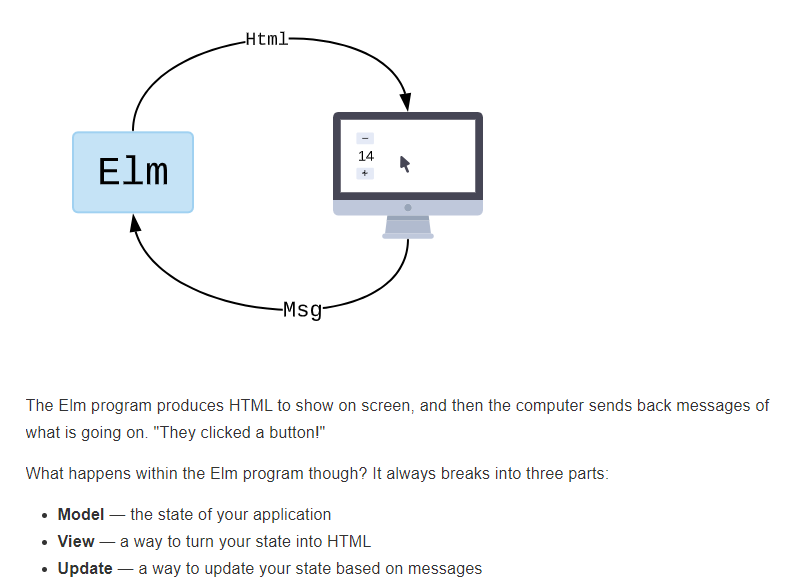 Html
Elm
−
14
+
Msg
The Elm program produces HTML to show on screen, and then the computer sends back messages of
what is going on. "They clicked a button!"
What happens within the Elm program though? It always breaks into three parts:
• Model — the state of your application
• View — a way to turn your state into HTML
• Update — a way to update your state based on messages